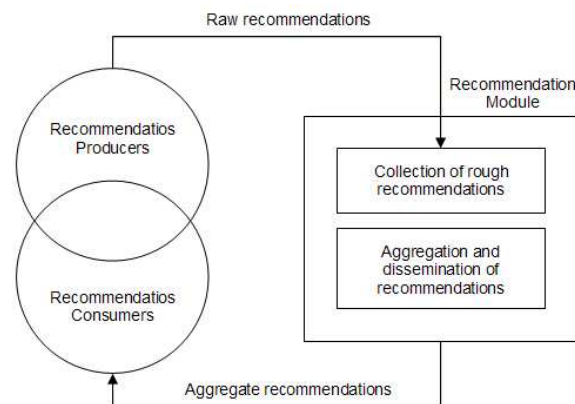 Raw recommendations
Recommendation
Module
Recommendatios
Producers
Collection of rough
recommendations
Aggregation and
dissemination of
recommendations
Recommendatios
Consumers
Aggregate recommendations